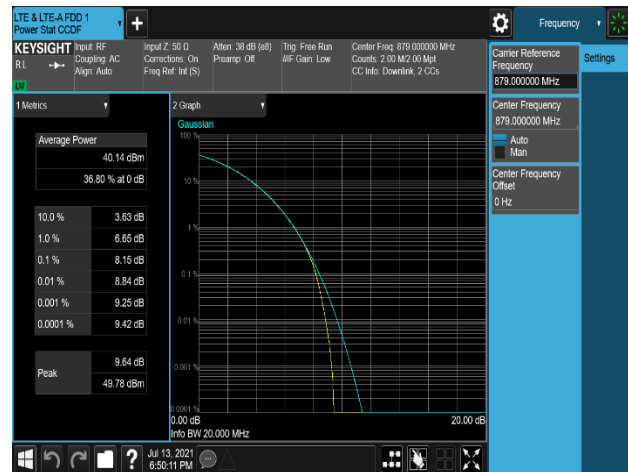 LTE & LTE-A FDD 1
Power Stat CCDF
KEYSIGHT
RL
LXI
Input: RF
Coupling: AC
Align: Auto
Input Z: 50 Ω
Corrections: On
Freq Ref: Int (S)
Atten: 38 dB (e8)
Preamp: Off
Trig: Free Run
#IF Gain: Low
Center Freq: 879.000000 MHz
Counts: 2.00 M/2.00 Mpt
CC Info: Downlink, 2 CCs
1 Metrics
Average Power
40.14 dBm
36.80 % at 0 dB
10.0 % 3.63 dB
1.0 % 6.65 dB
0.1 % 8.15 dB
0.01 % 8.84 dB
0.001 % 9.25 dB
0.0001 % 9.42 dB
Peak
9.64 dB
49.78 dBm
2 Graph
Gaussian
100 %
10 %
1 %
0.1 %
0.01 %
0.001 %
0.0001 %
0.00 dB
20.00 dB
Info BW 20.000 MHz
Frequency
Settings
Carrier Reference
Frequency
879.000000 MHz
Center Frequency
879.000000 MHz
Auto
Man
Center Frequency
Offset
0 Hz
?
Jul 13, 2021
6:50:11 PM